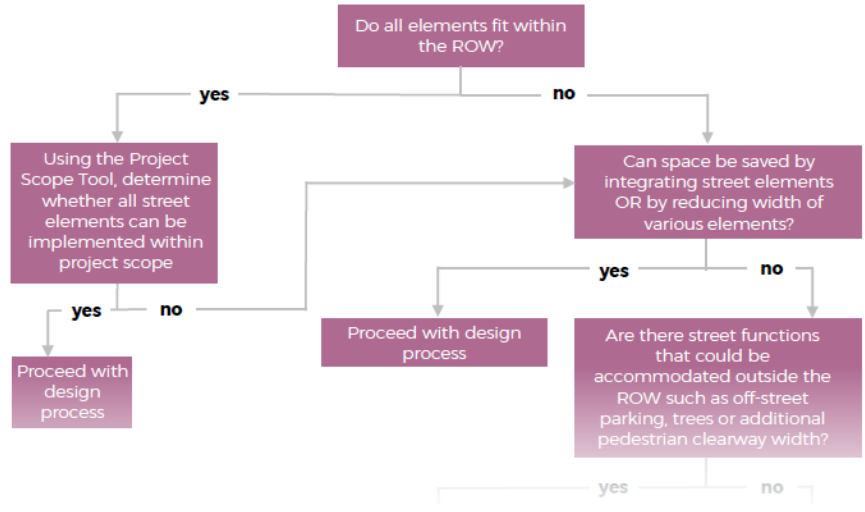 Do all elements fit within
the ROW?
yes
no
Using the Project
Scope Tool, determine
whether all street
elements can be
implemented within
project scope
Can space be saved by
integrating street elements
OR by reducing width of
various elements?
yes
no
yes
no
Proceed with
design
process
Proceed with design
process
Are there street functions
that could be
accommodated outside the
ROW such as off-street
parking, trees or additional
pedestrian clearway width?
yes
no